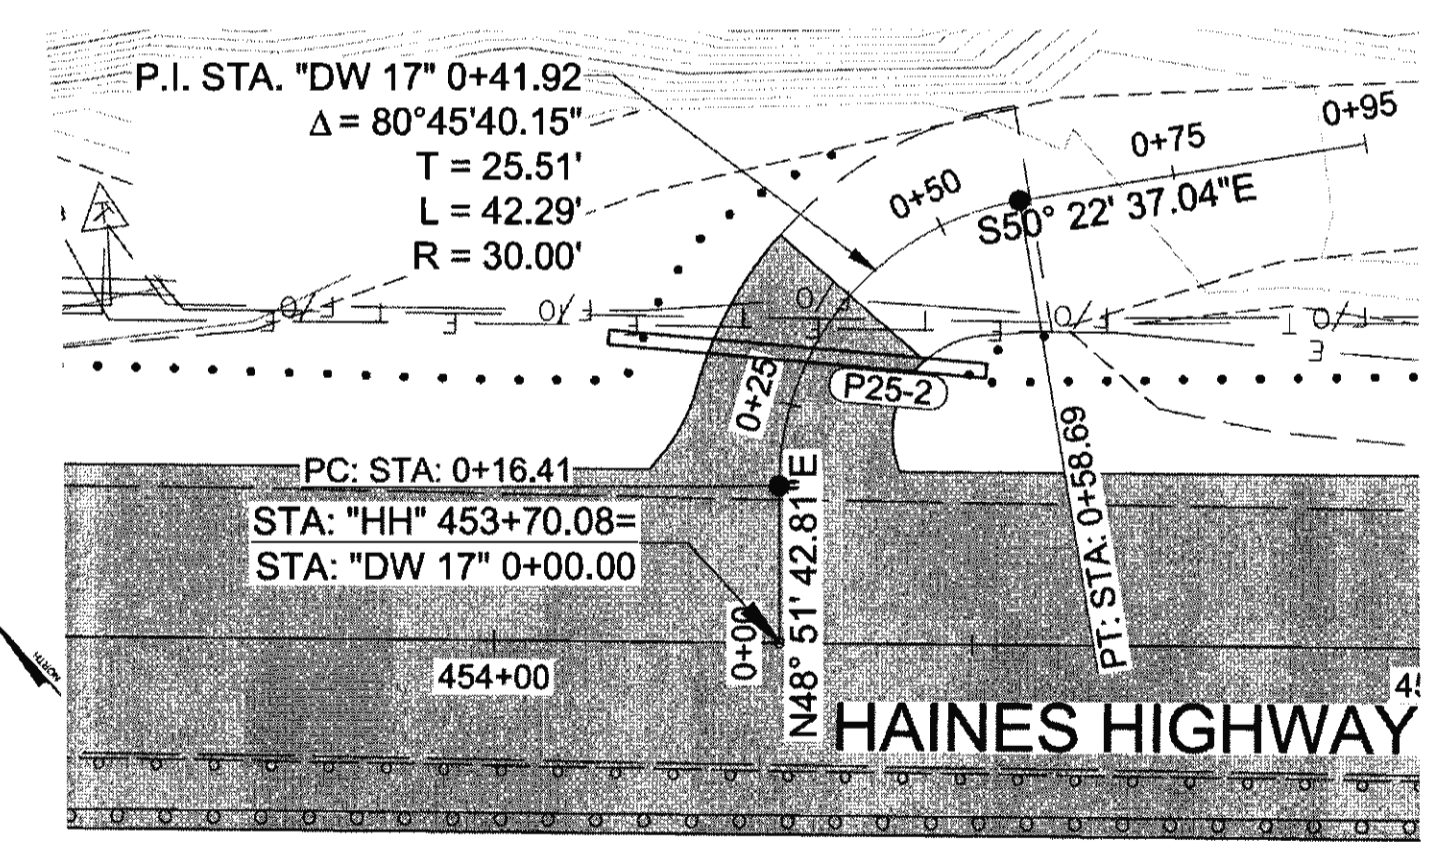 P.I. STA. "DW 17" 0+41.92
Δ = 80°45'40.15"
T = 25.51'
L = 42.29'
R = 30.00'
0+95
0+75
0+50
S50° 22' 37.04"E
0+25
P25-2
PC: STA: 0+16.41
STA: "HH" 453+70.08=
STA: "DW 17" 0+00.00
0+00
N48° 51' 42.81"E
PT: STA: 0+58.69
454+00
NORTH
HAINES HIGHWAY